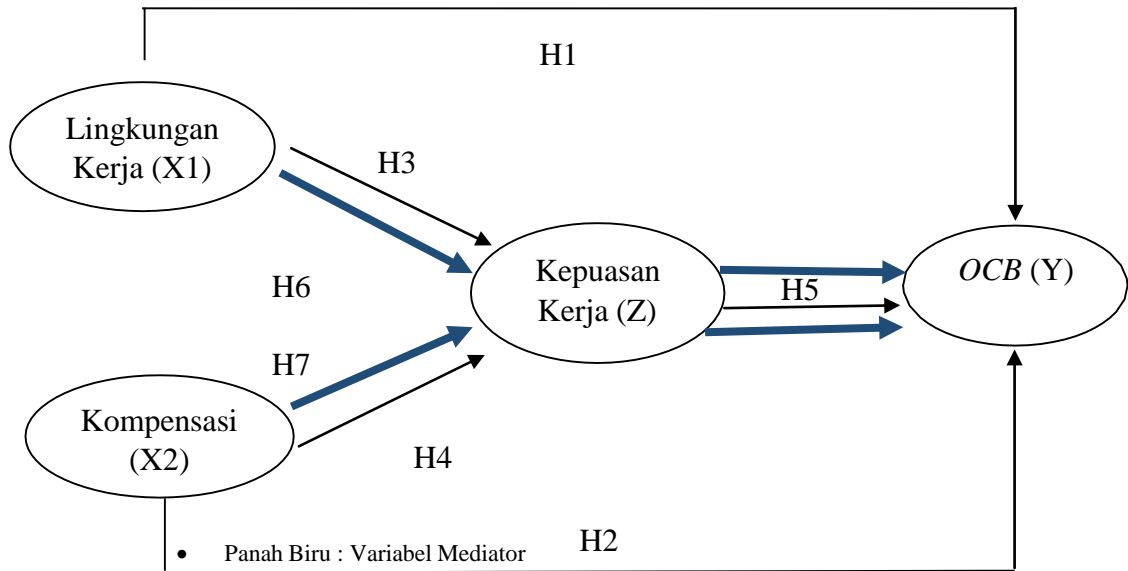 H1
Lingkungan
Kerja (X1)
H3
Kepuasan
Kerja (Z)
OCB (Y)
H6
H5
H7
Kompensasi
(X2)
H4
H2
• Panah Biru : Variabel Mediator